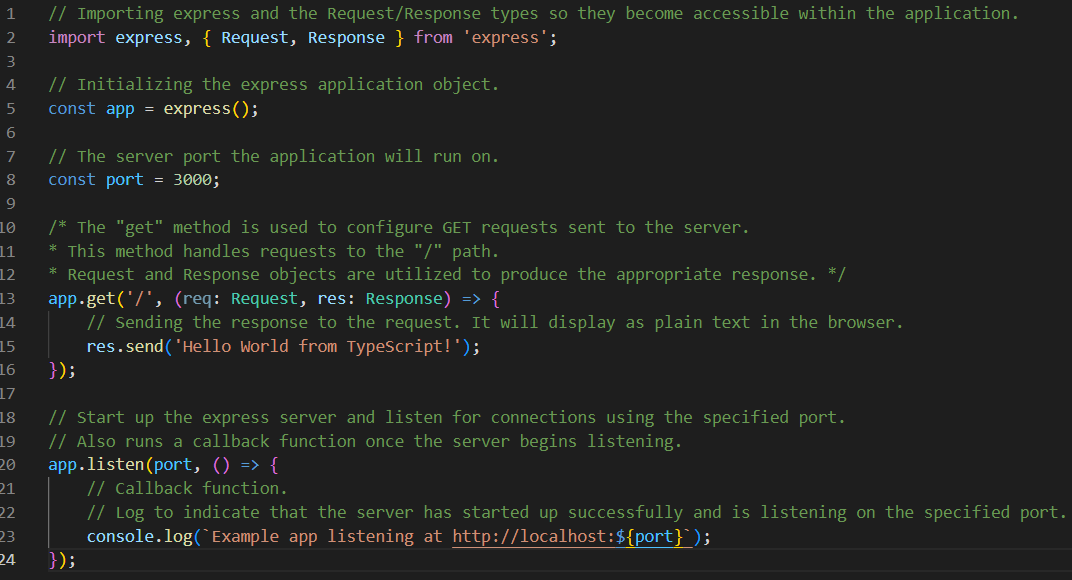 1 // Importing express and the Request/Response types so they become accessible within the application.
2 import express, { Request, Response } from 'express';
3
4 // Initializing the express application object.
5 const app = express();
6
7 // The server port the application will run on.
8 const port = 3000;
9
10 /* The "get" method is used to configure GET requests sent to the server.
11 * This method handles requests to the "/" path.
12 * Request and Response objects are utilized to produce the appropriate response. */
13 app.get('/', (req: Request, res: Response) => {
14 // Sending the response to the request. It will display as plain text in the browser.
15 res.send('Hello World from TypeScript!');
16 });
17
18 // Start up the express server and listen for connections using the specified port.
19 // Also runs a callback function once the server begins listening.
20 app.listen(port, () => {
21 // Callback function.
22 // Log to indicate that the server has started up successfully and is listening on the specified port.
23 console.log(`Example app listening at http://localhost:${port}`);
24 });